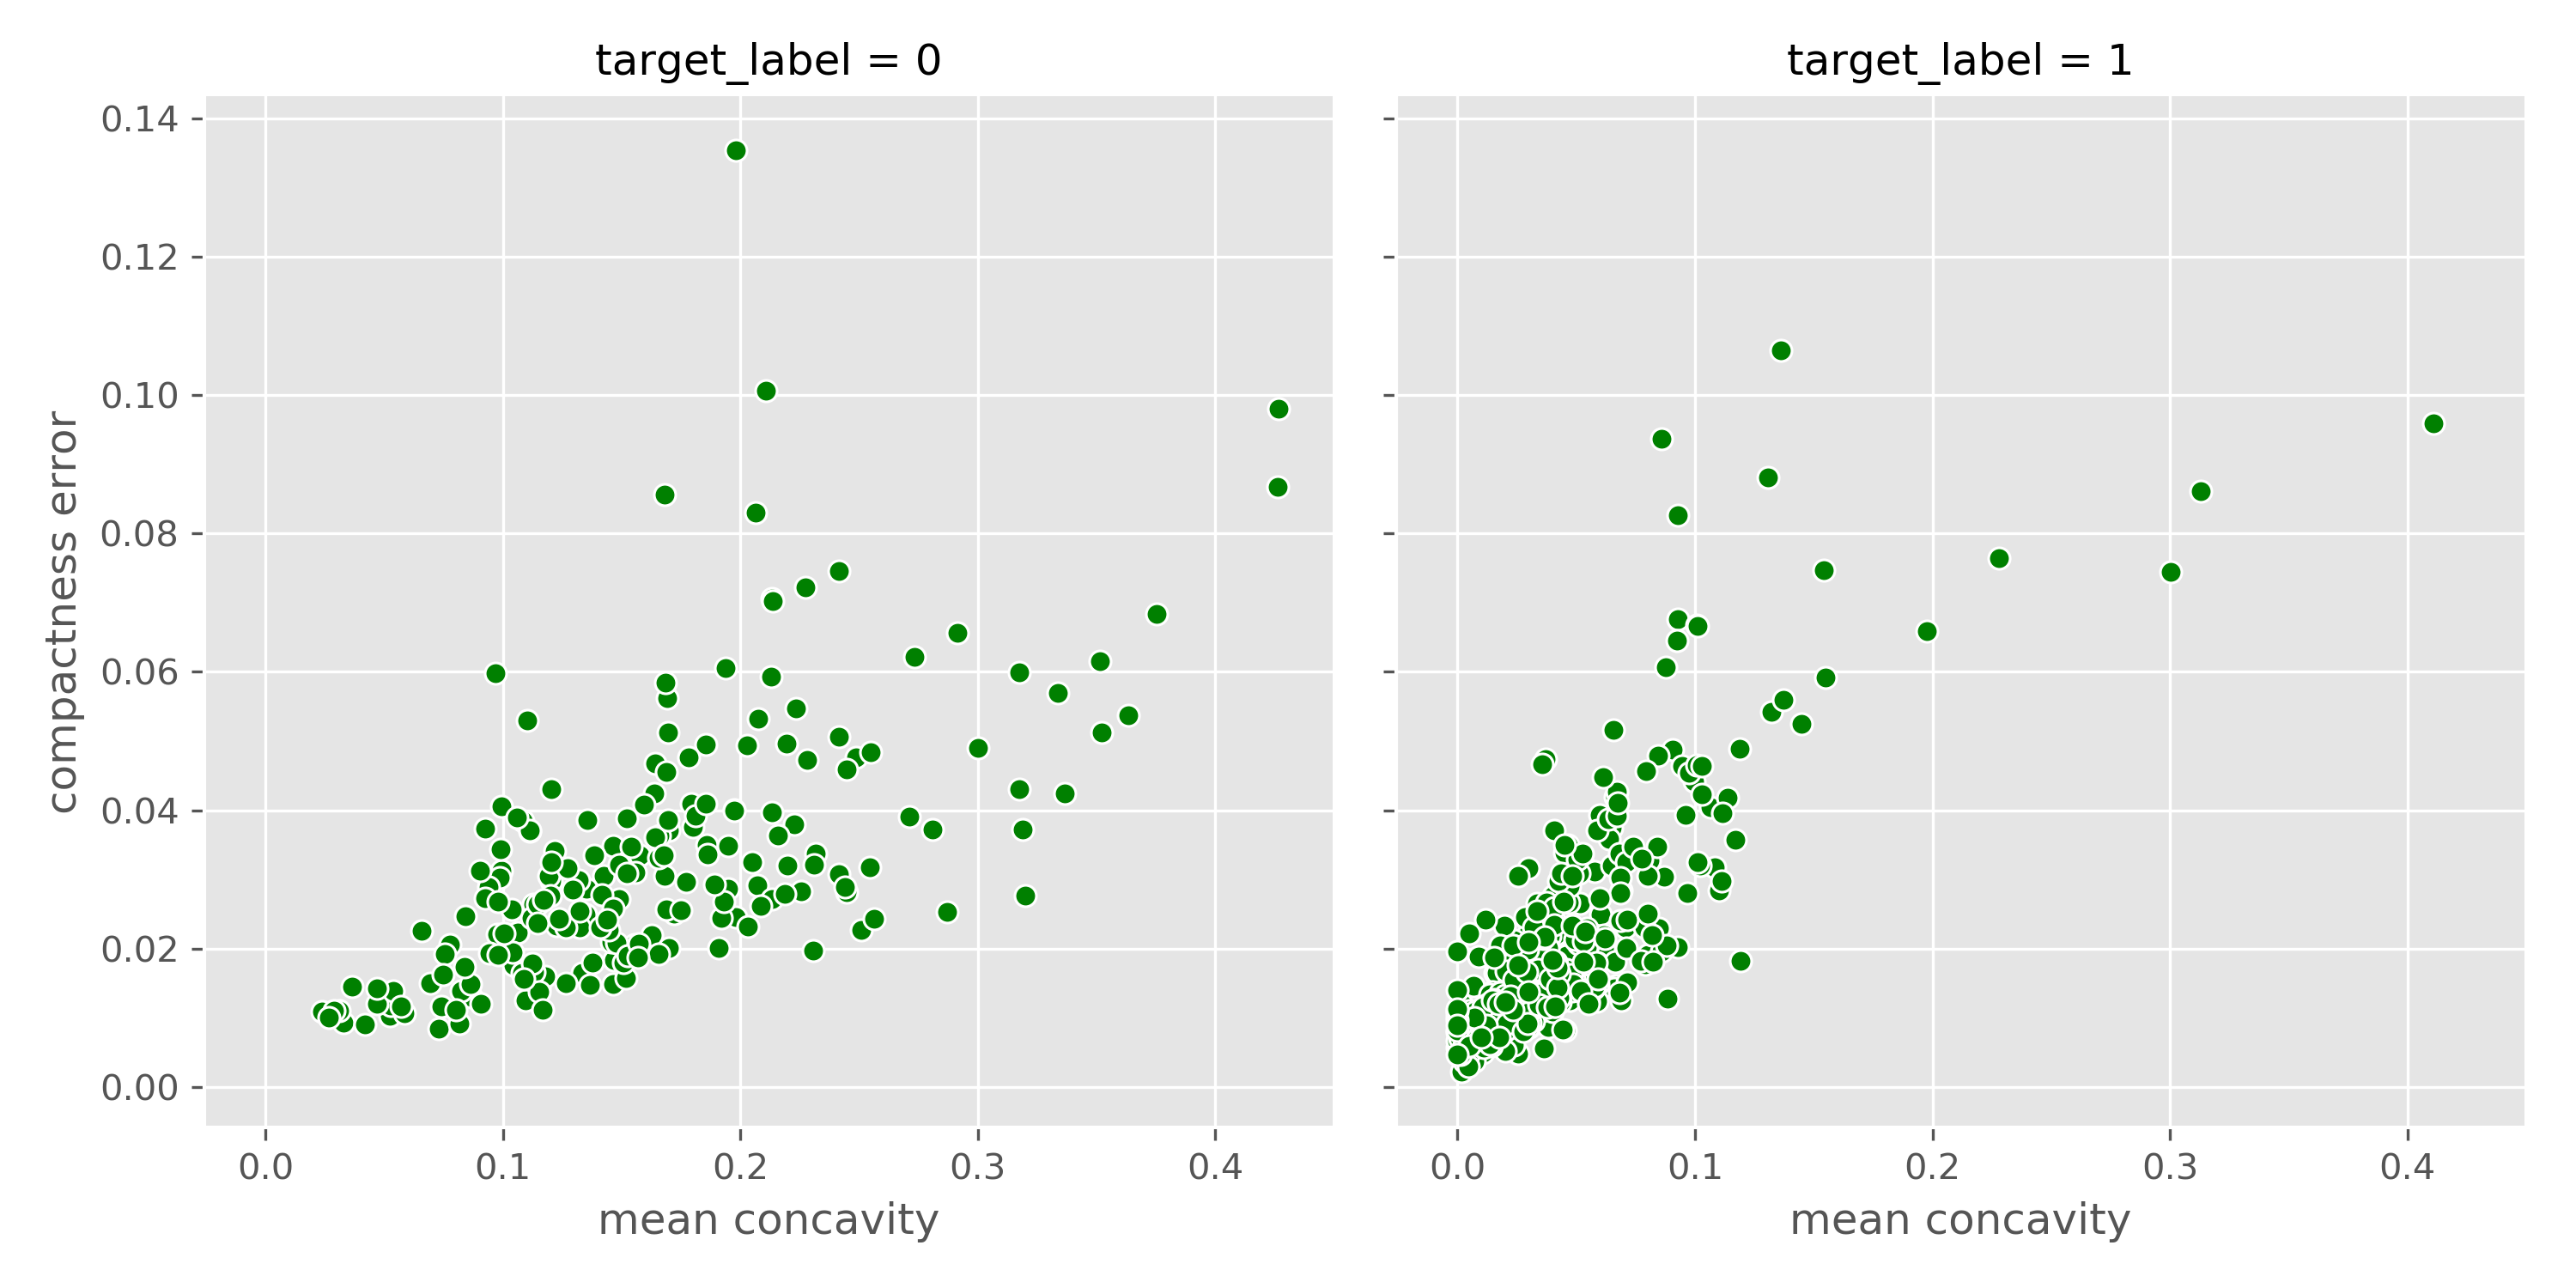 target_label = 0
target_label = 1
0.14
0.12
0.10
0.08
0.06
0.04
0.02
0.00
compactness error
0.0 0.1 0.2 0.3 0.4
0.0 0.1 0.2 0.3 0.4
mean concavity
mean concavity